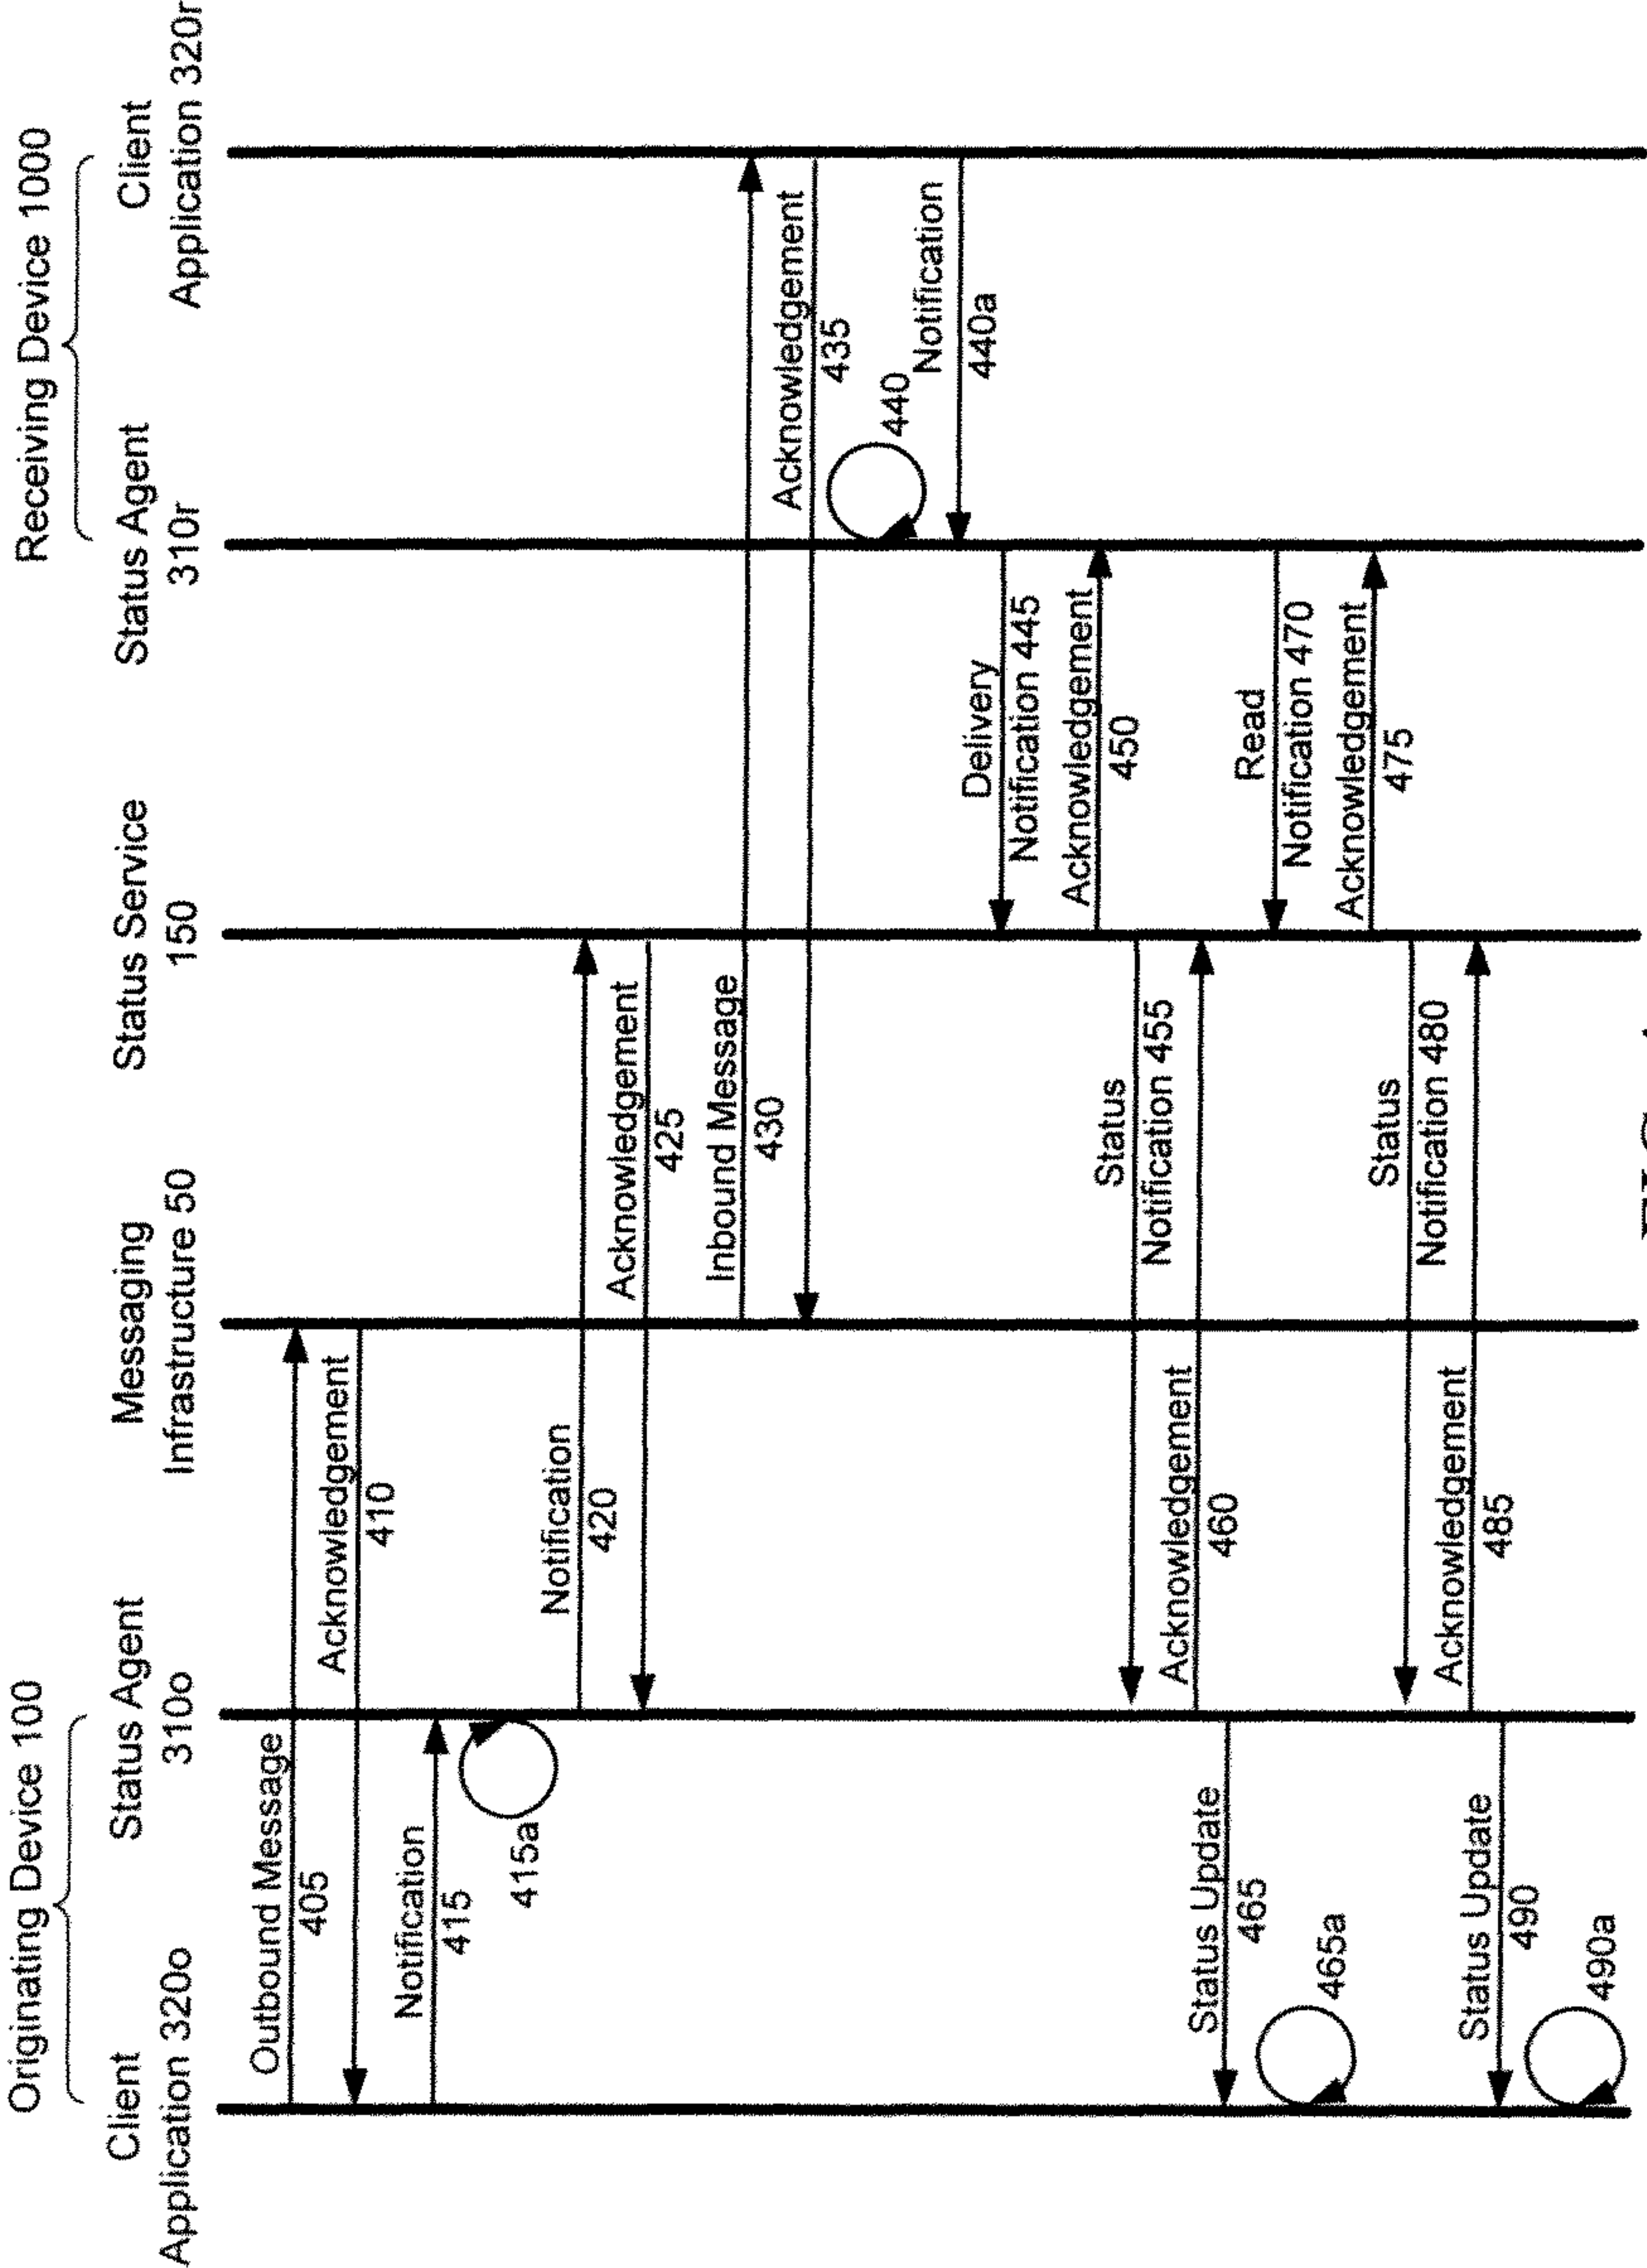 Originating Device 100
Receiving Device 1000
Client
Application 320o
Status Agent
310o
Messaging
Infrastructure 50
Status Service
150
Status Agent
310r
Client
Application 320r
Outbound Message
405
Acknowledgement
410
Notification
415
415a
Notification
420
Acknowledgement
425
Inbound Message
430
Acknowledgement
435
440
Notification
440a
Delivery
Notification 445
Acknowledgement
450
Status
Notification 455
Acknowledgement
460
Status Update
465
465a
Read
Notification 470
Acknowledgement
475
Status
Notification 480
Acknowledgement
485
Status Update
490
490a